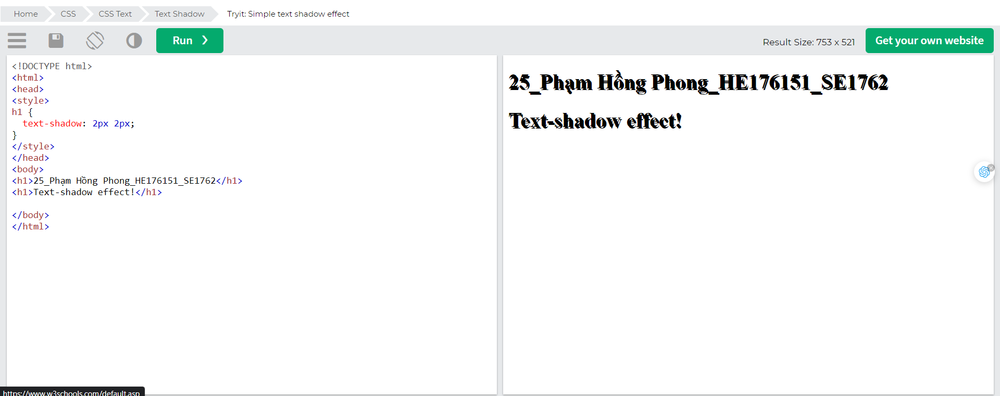 Home CSS CSS Text Text Shadow Tryit: Simple text shadow effect
Run ❯ Result Size: 753 x 521 Get your own website
<!DOCTYPE html>
<html>
<head>
<style>
h1 {
  text-shadow: 2px 2px;
}
</style>
</head>
<body>
<h1>25_Phạm Hồng Phong_HE176151_SE1762</h1>
<h1>Text-shadow effect!</h1>
</body>
</html>
25_Phạm Hồng Phong_HE176151_SE1762
Text-shadow effect!
https://www.w3schools.com/default.asp